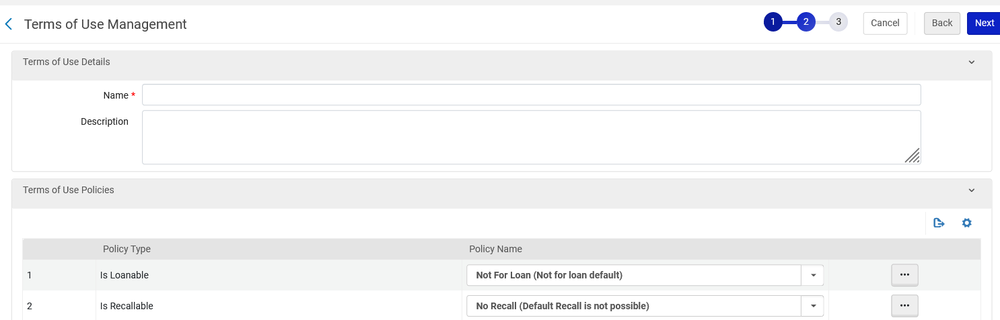 Terms of Use Management 1 2 3 Cancel Back Next
Terms of Use Details
Name *
Description
Terms of Use Policies
Policy Type Policy Name
1 Is Loanable Not For Loan (Not for loan default) ...
2 Is Recallable No Recall (Default Recall is not possible) ...